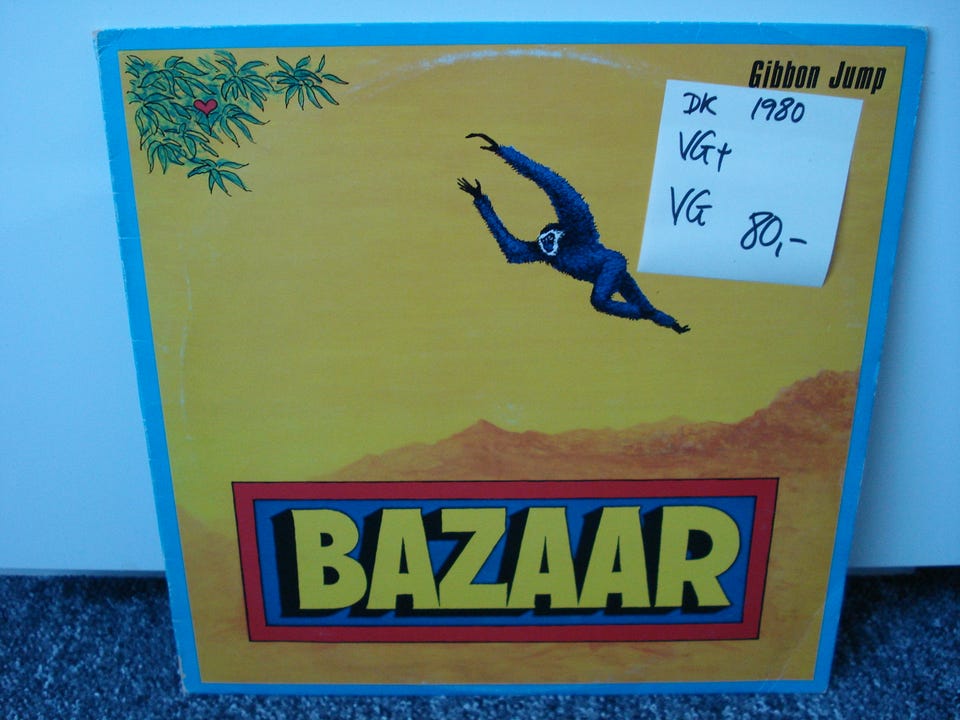 Gibbon Jump
DK 1980
VG+
VG 80,-
BAZAAR